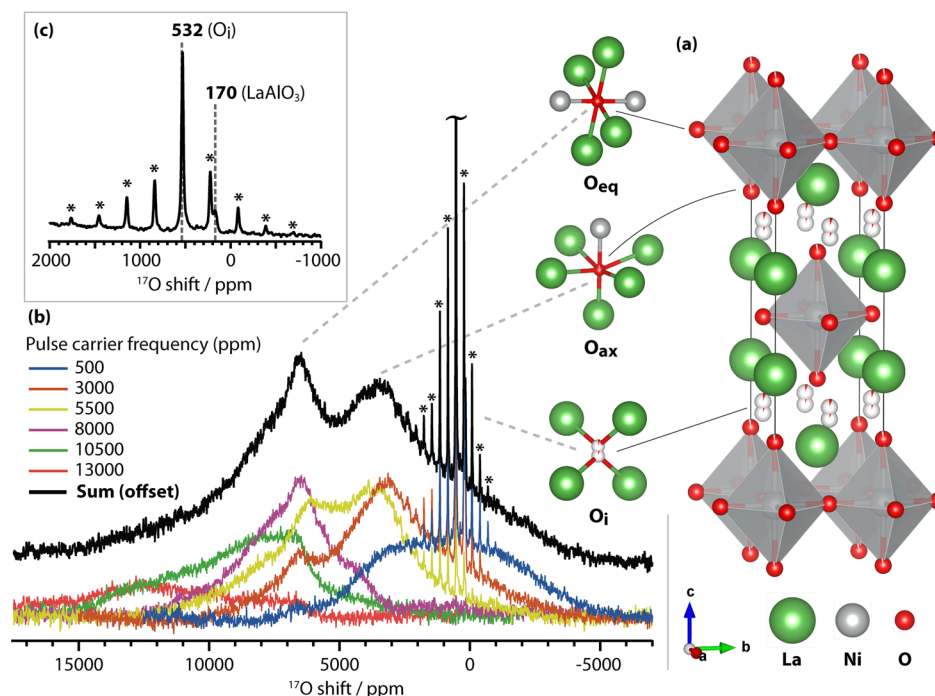 (c)
532 (Oi)
170 (LaAlO3)
* * * * * * * * *
2000 1000 0 -1000
17O shift / ppm
(a)
Oeq
Oax
Oi
(b)
Pulse carrier frequency (ppm)
500
3000
5500
8000
10500
13000
Sum (offset)
* * * * * * * * *
15000 10000 5000 0 -5000
17O shift / ppm
c
a
b
La Ni O